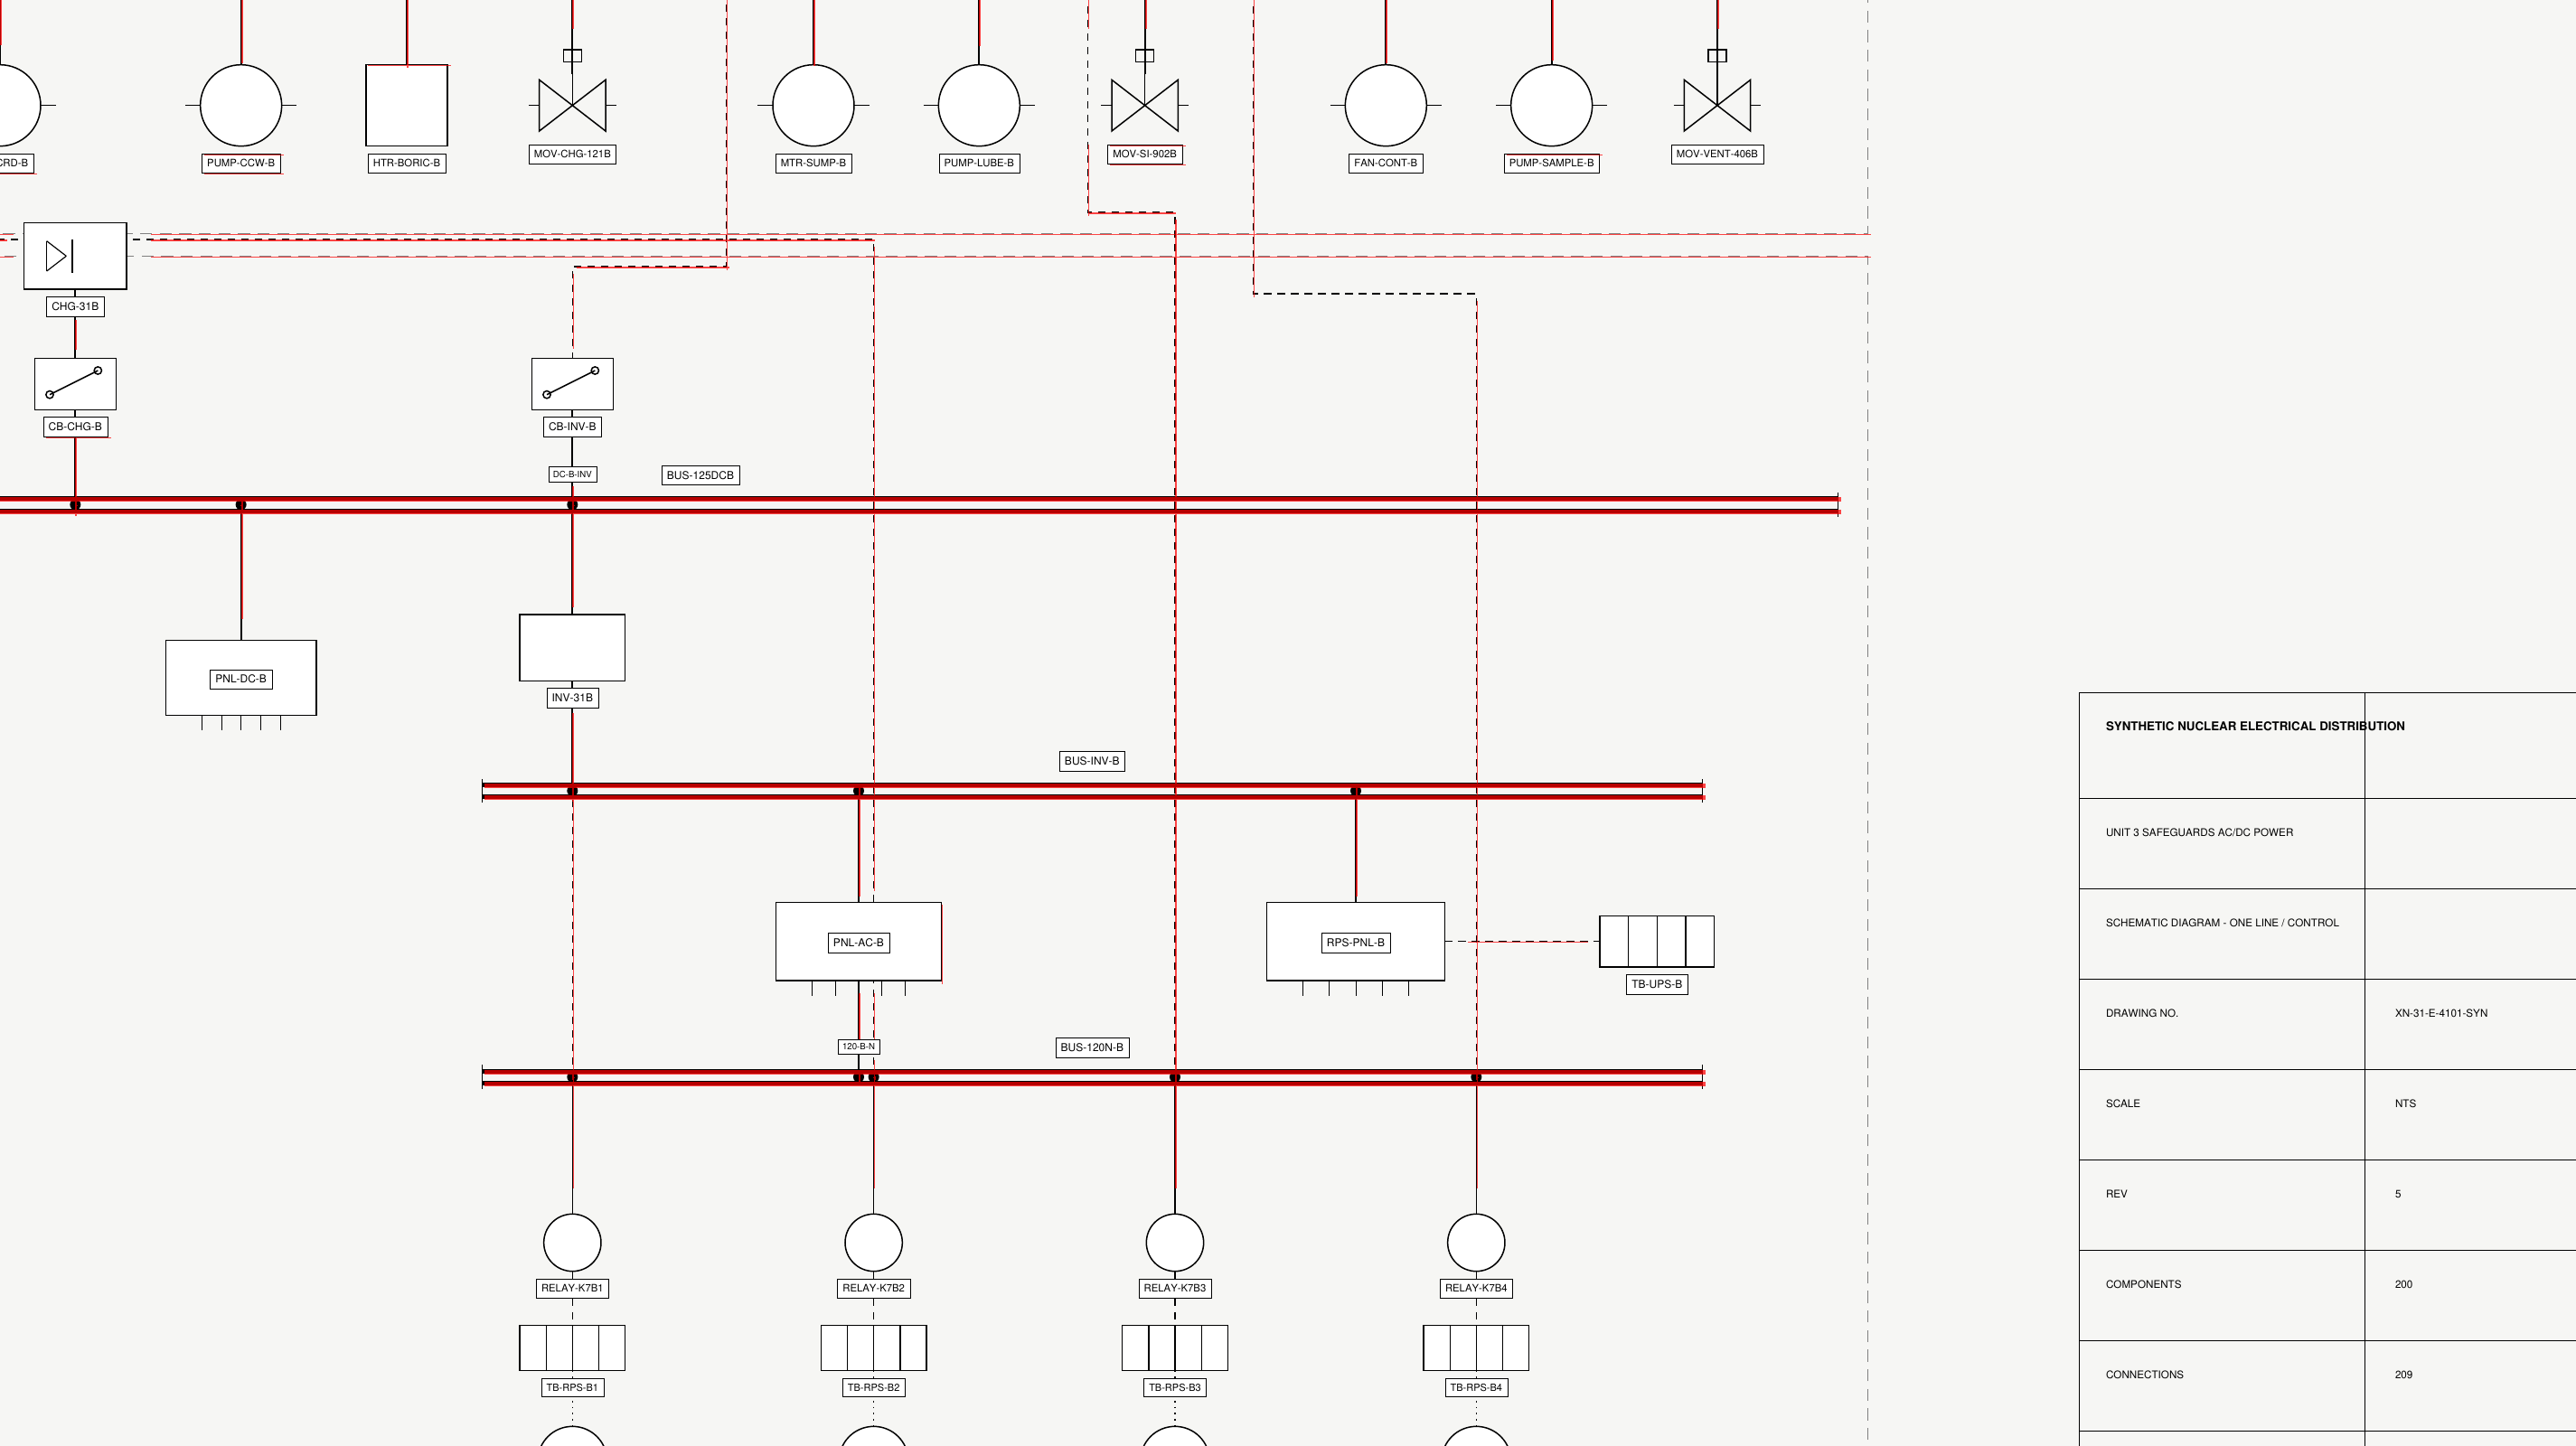 CRD-B
PUMP-CCW-B
HTR-BORIC-B
MOV-CHG-121B
MTR-SUMP-B
PUMP-LUBE-B
MOV-SI-902B
FAN-CONT-B
PUMP-SAMPLE-B
MOV-VENT-406B
CHG-31B
CB-CHG-B
CB-INV-B
DC-B-INV
BUS-125DCB
PNL-DC-B
INV-31B
BUS-INV-B
PNL-AC-B
RPS-PNL-B
TB-UPS-B
120-B-N
BUS-120N-B
RELAY-K7B1
RELAY-K7B2
RELAY-K7B3
RELAY-K7B4
TB-RPS-B1
TB-RPS-B2
TB-RPS-B3
TB-RPS-B4
SYNTHETIC NUCLEAR ELECTRICAL DISTRIBUTION
UNIT 3 SAFEGUARDS AC/DC POWER
SCHEMATIC DIAGRAM - ONE LINE / CONTROL
DRAWING NO. XN-31-E-4101-SYN
SCALE NTS
REV 5
COMPONENTS 200
CONNECTIONS 209